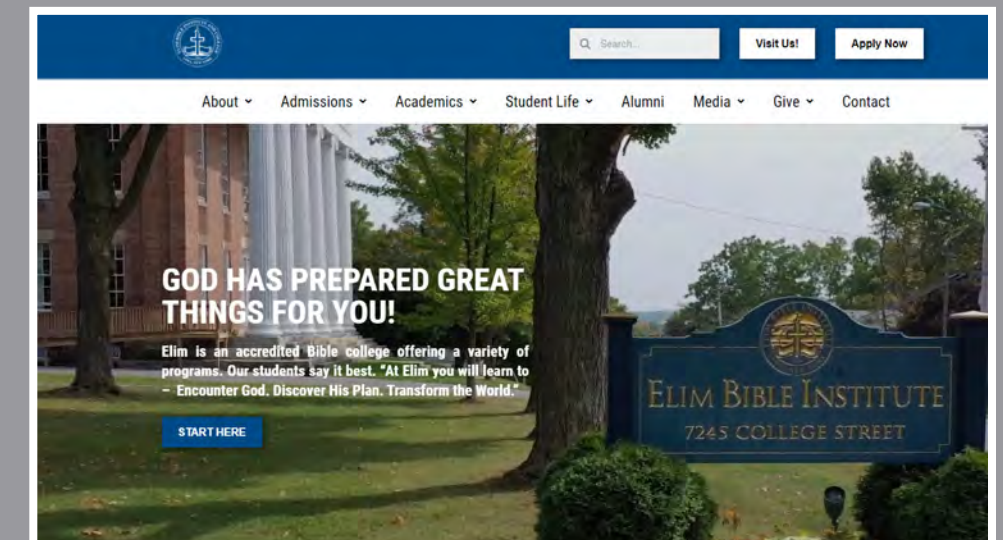 Search...
Visit Us!
Apply Now
About
Admissions
Academics
Student Life
Alumni
Media
Give
Contact
GOD HAS PREPARED GREAT
THINGS FOR YOU!
Elim is an accredited Bible college offering a variety of
programs. Our students say it best. "At Elim you will learn to
– Encounter God. Discover His Plan. Transform the World."
START HERE
ELIM BIBLE INSTITUTE
7245 COLLEGE STREET